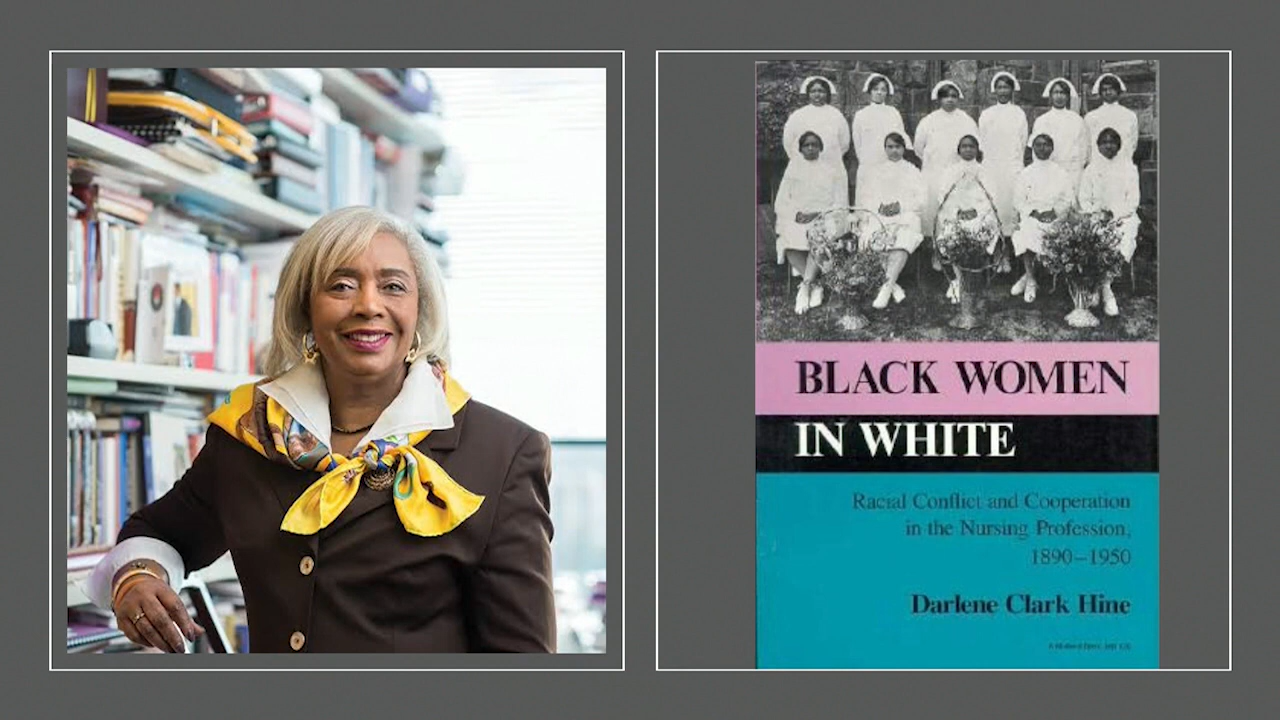 BLACK WOMEN
IN WHITE
Racial Conflict and Cooperation
in the Nursing Profession,
1890–1950
Darlene Clark Hine